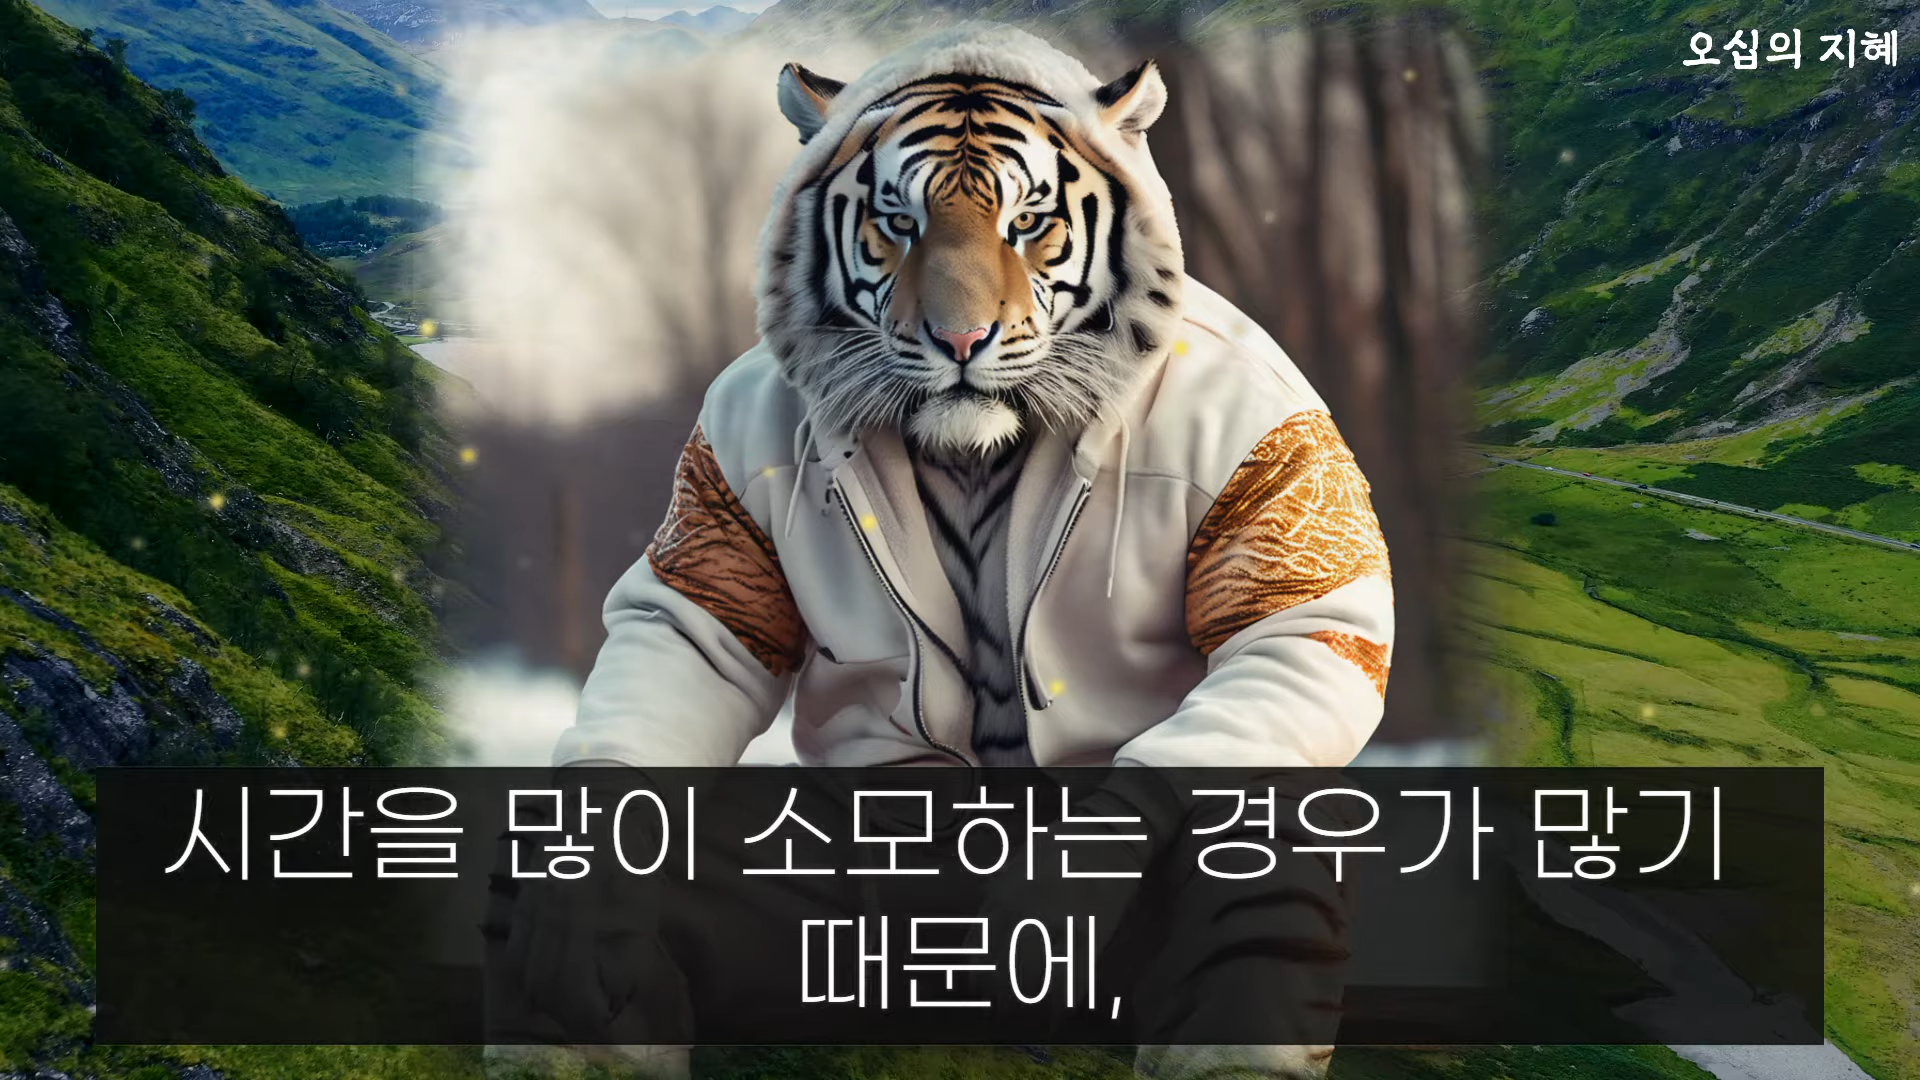 오십의 지혜
시간을 많이 소모하는 경우가 많기
때문에,